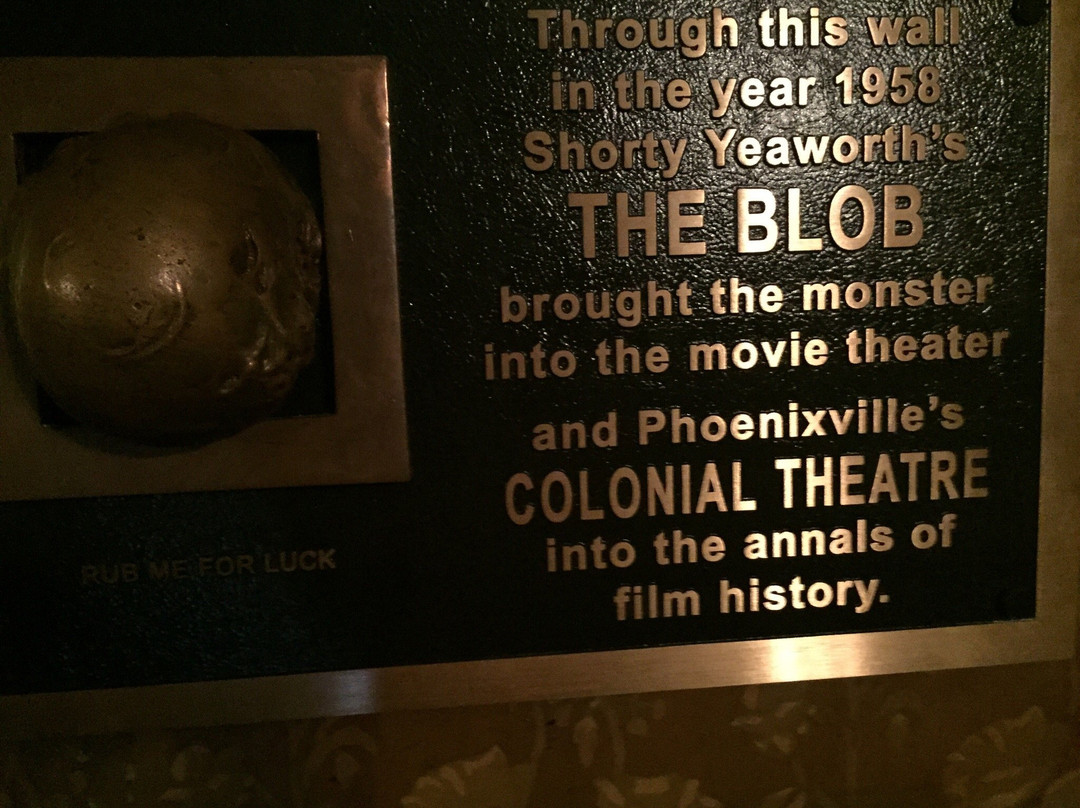 Through this wall
in the year 1958
Shorty Yeaworth's
THE BLOB
brought the monster
into the movie theater
and Phoenixville's
COLONIAL THEATRE
into the annals of
film history.
RUB ME FOR LUCK